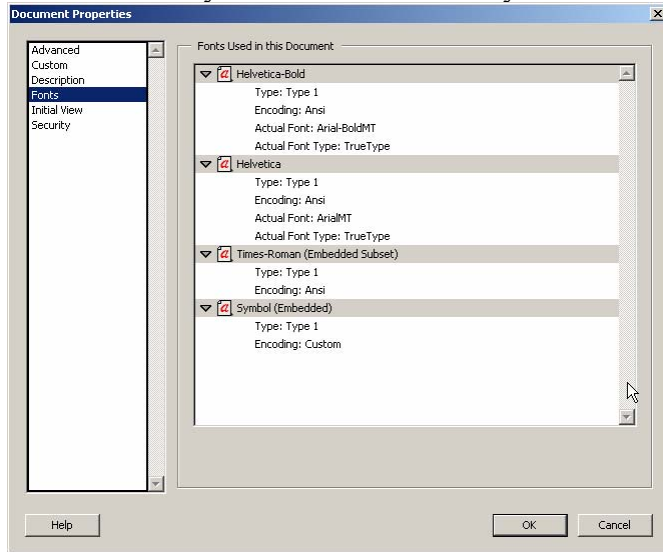 Document Properties
Advanced
Custom
Description
Fonts
Initial View
Security
Fonts Used in this Document
Helvetica-Bold
Type: Type 1
Encoding: Ansi
Actual Font: Arial-BoldMT
Actual Font Type: TrueType
Helvetica
Type: Type 1
Encoding: Ansi
Actual Font: ArialMT
Actual Font Type: TrueType
Times-Roman (Embedded Subset)
Type: Type 1
Encoding: Ansi
Symbol (Embedded)
Type: Type 1
Encoding: Custom
Help
OK
Cancel